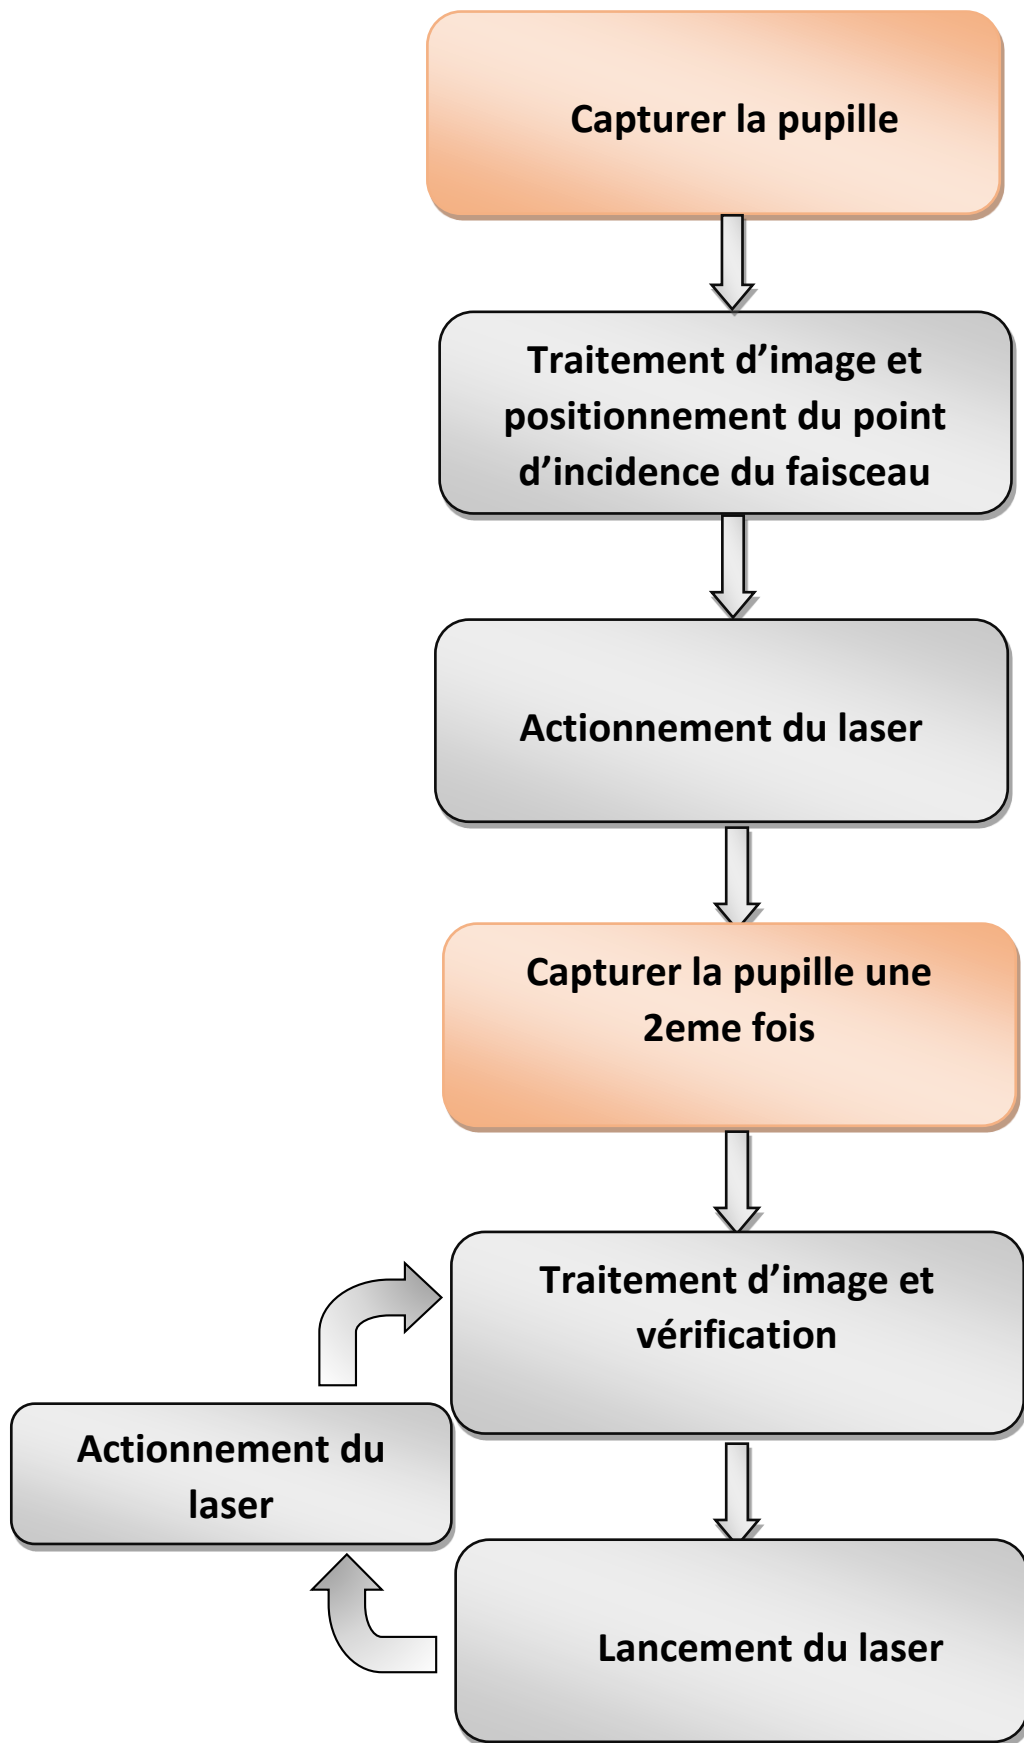 Capturer la pupille
Traitement d’image et
positionnement du point
d’incidence du faisceau
Actionnement du laser
Capturer la pupille une
2eme fois
Traitement d’image et
vérification
Actionnement du
laser
Lancement du laser